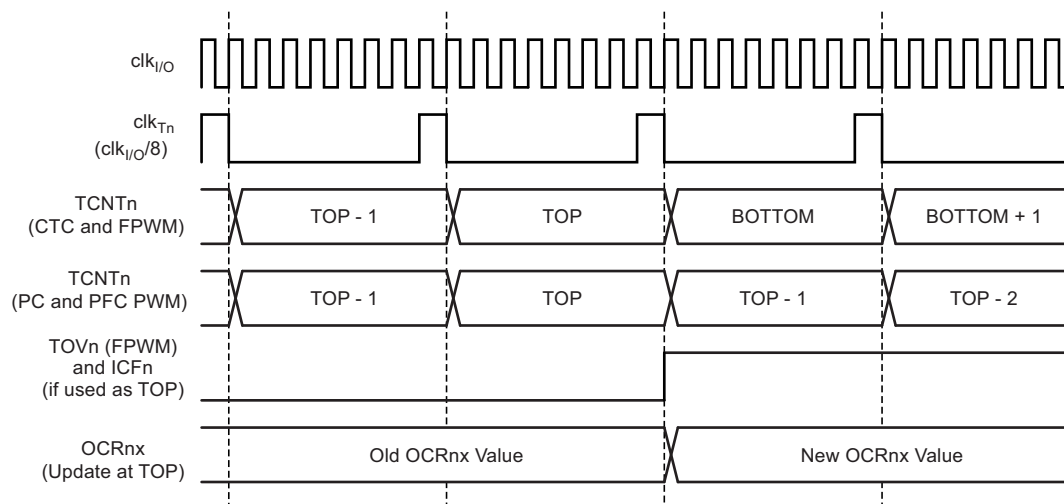 clkI/O
clkTn
(clkI/O/8)
TCNTn
(CTC and FPWM)
TOP - 1
TOP
BOTTOM
BOTTOM + 1
TCNTn
(PC and PFC PWM)
TOP - 1
TOP
TOP - 1
TOP - 2
TOVn (FPWM)
and ICFn
(if used as TOP)
OCRnx
(Update at TOP)
Old OCRnx Value
New OCRnx Value